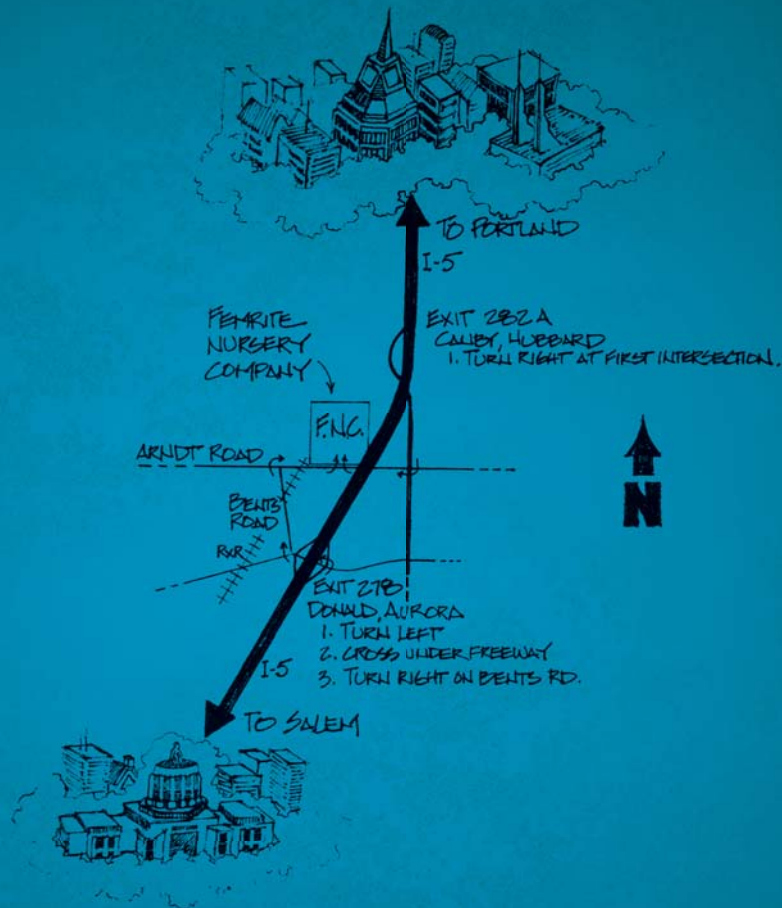 TO PORTLAND
I-5
EXIT 282A
CANBY, HUBBARD
1. TURN RIGHT AT FIRST INTERSECTION.
FEMRITE
NURSERY
COMPANY
F.N.C.
ARNDT ROAD
BENTS
ROAD
RXR
N
EXIT 278
DONALD, AURORA
1. TURN LEFT
2. CROSS UNDER FREEWAY
3. TURN RIGHT ON BENTS RD.
I-5
TO SALEM